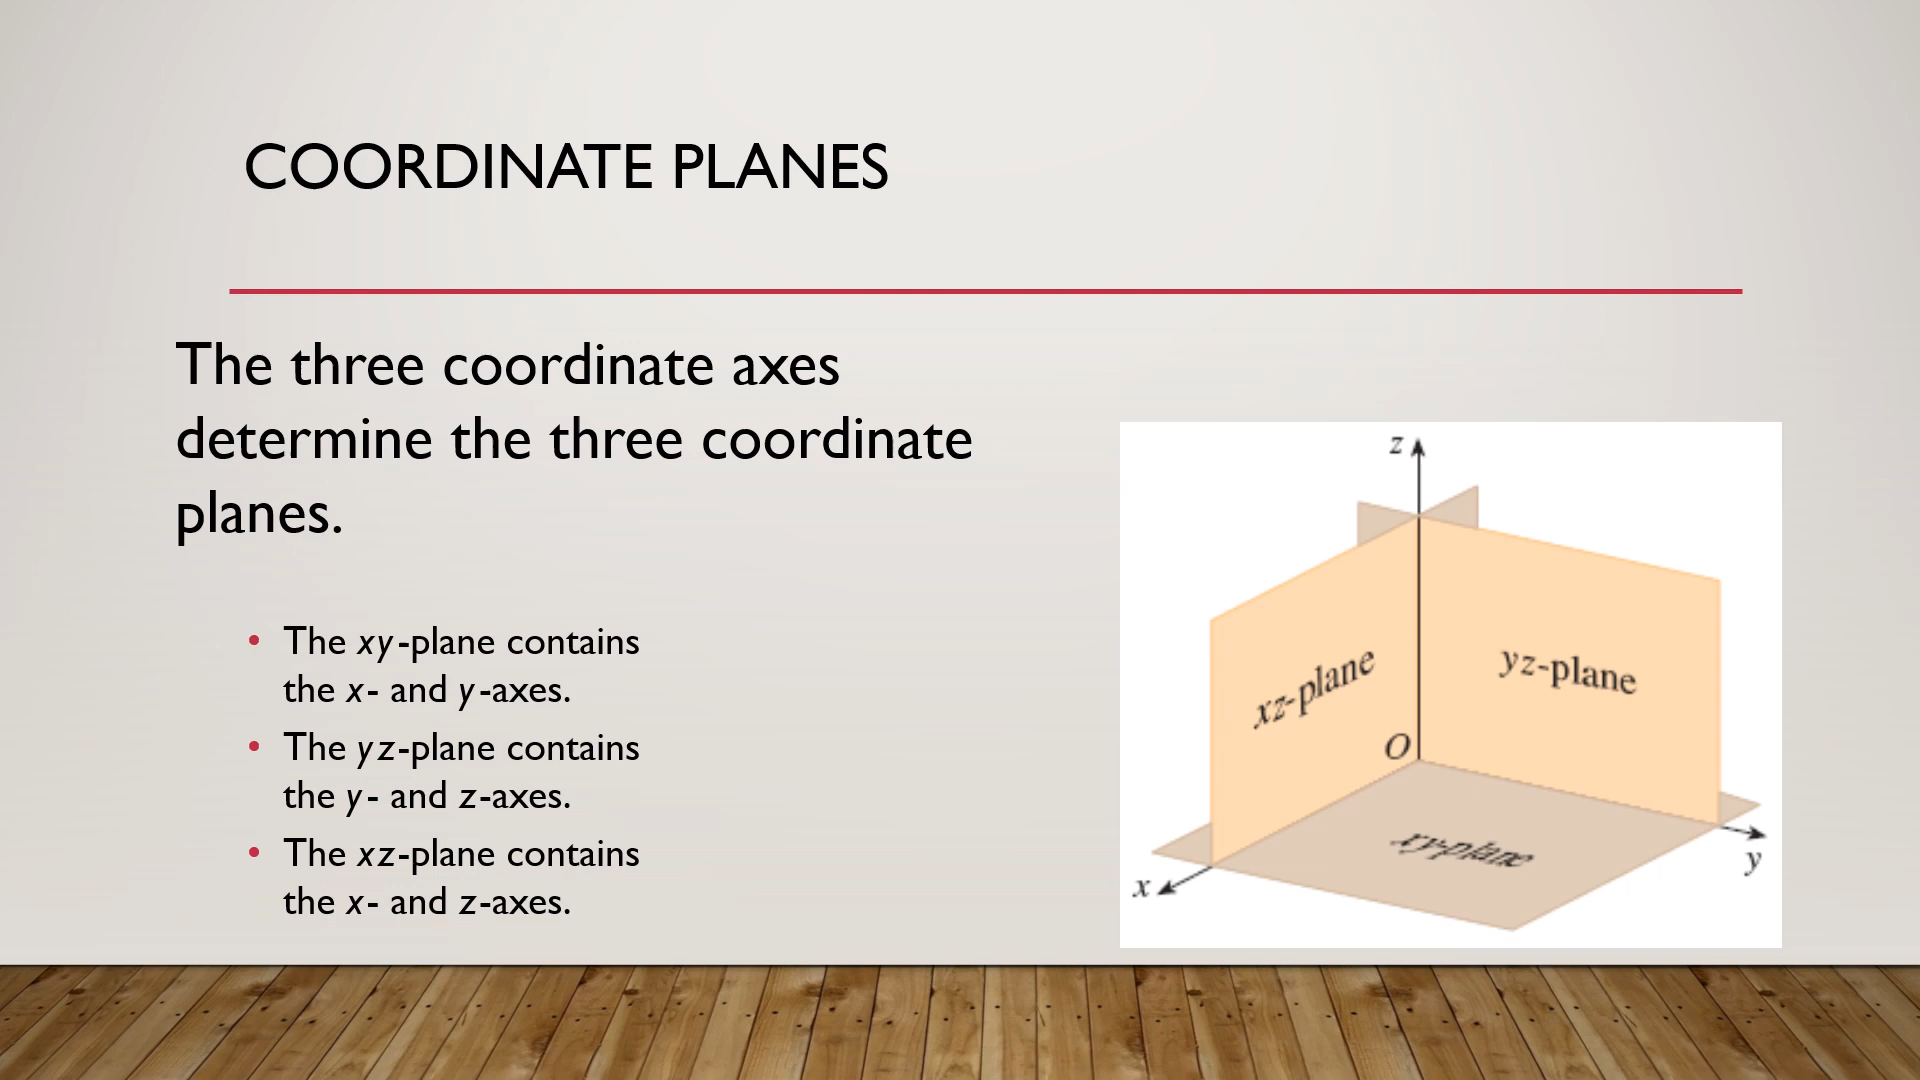 COORDINATE PLANES
The three coordinate axes
determine the three coordinate
planes.
• The xy-plane contains
the x- and y-axes.
• The yz-plane contains
the y- and z-axes.
• The xz-plane contains
the x- and z-axes.
z
xz-plane
yz-plane
O
xy-plane
x
y